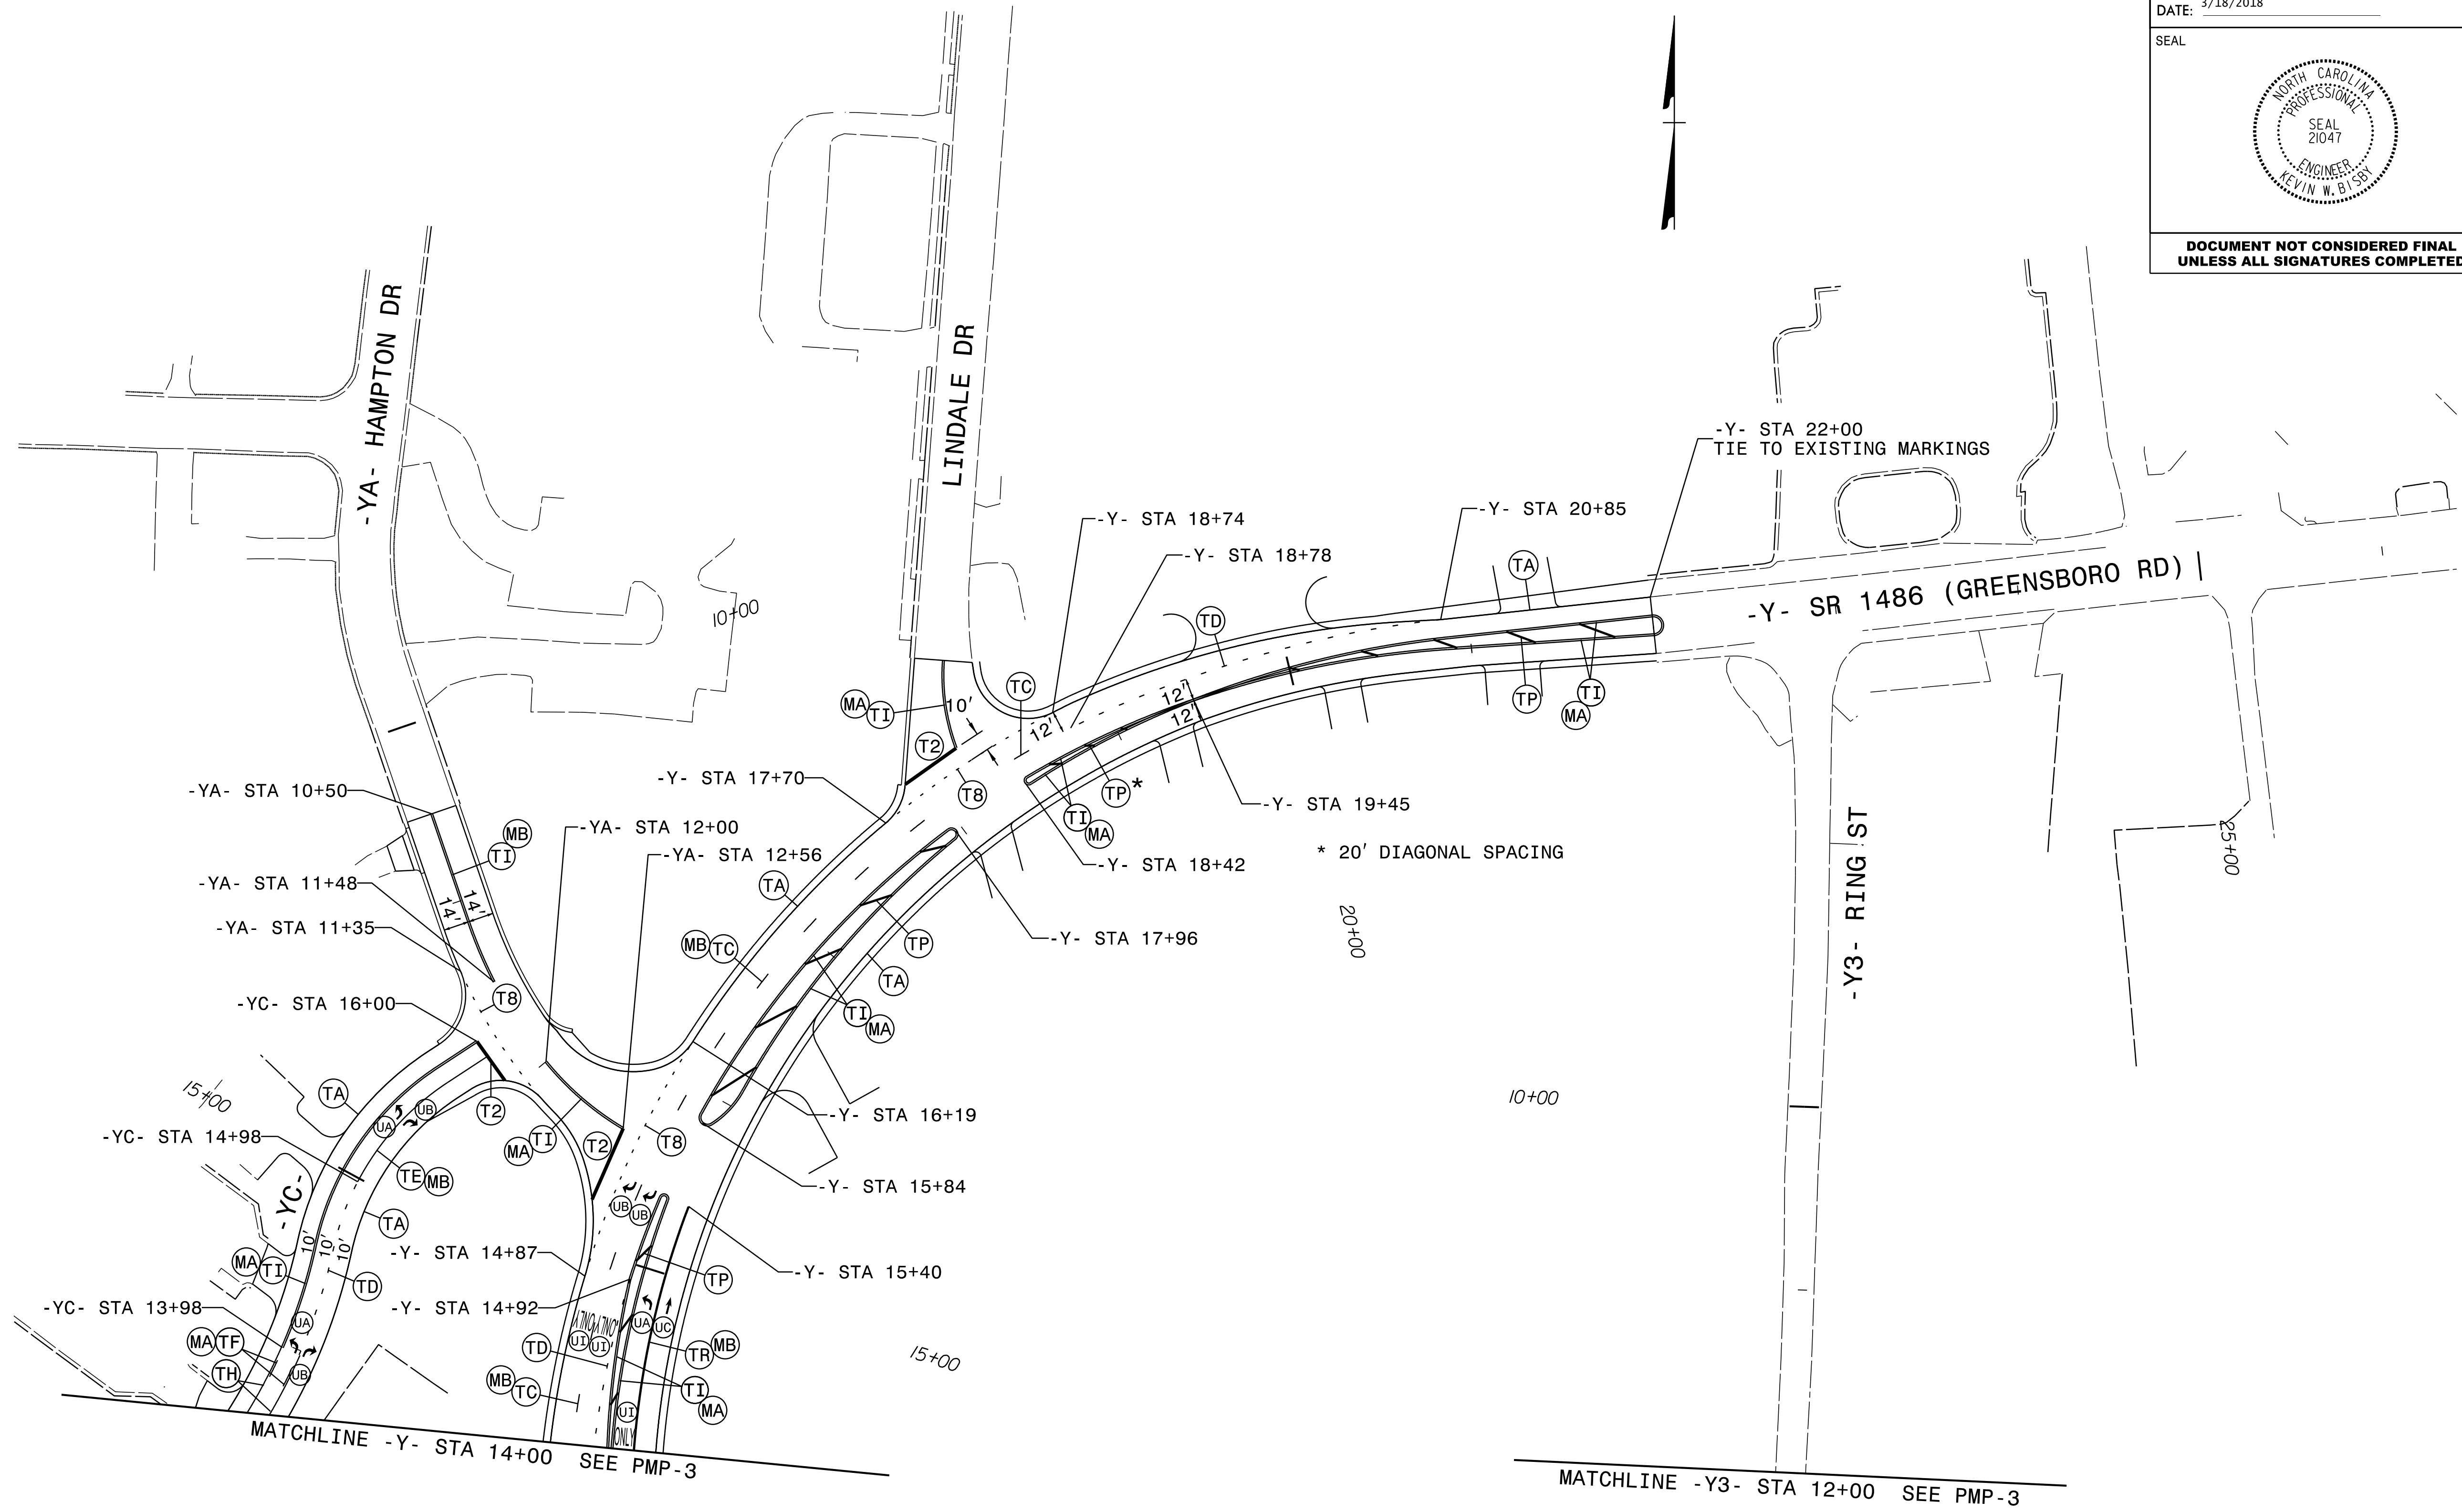 DATE: 3/18/2018
SEAL
NORTH CAROLINA
PROFESSIONAL
SEAL
21047
ENGINEER
KEVIN W. BISBY
DOCUMENT NOT CONSIDERED FINAL
UNLESS ALL SIGNATURES COMPLETED
-YA- HAMPTON DR
LINDALE DR
-Y- STA 22+00
TIE TO EXISTING MARKINGS
-Y- STA 20+85
-Y- STA 18+74
-Y- STA 18+78
TA
-Y- SR 1486 (GREENSBORO RD)
10+00
TD
TC
MA
TI
10'
12'
12'
12'
TP
TI
MA
T2
-Y- STA 17+70
T8
TP*
TI
MA
-Y- STA 19+45
-YA- STA 10+50
-YA- STA 12+00
MB
TI
-YA- STA 12+56
-Y- STA 18+42
* 20' DIAGONAL SPACING
-YA- STA 11+48
TA
14'
14'
-YA- STA 11+35
MB
TC
TP
-Y- STA 17+96
20+00
25+00
-Y3- RING ST
TA
-YC- STA 16+00
T8
TI
MA
15+00
TA
UA
UB
T2
-Y- STA 16+19
10+00
-YC- STA 14+98
MA
TI
T2
T8
TE
MB
-Y- STA 15+84
-YC-
UB
UB
TA
10'
10'
10'
MA
TI
-Y- STA 14+87
TP
-Y- STA 15+40
TD
-YC- STA 13+98
-Y- STA 14+92
UA
MA
TF
UB
TH
ONLY
ONLY
UI
UI
UA
UC
TD
TR
MB
15+00
MB
TC
TI
MA
UI
ONLY
MATCHLINE -Y- STA 14+00 SEE PMP-3
MATCHLINE -Y3- STA 12+00 SEE PMP-3